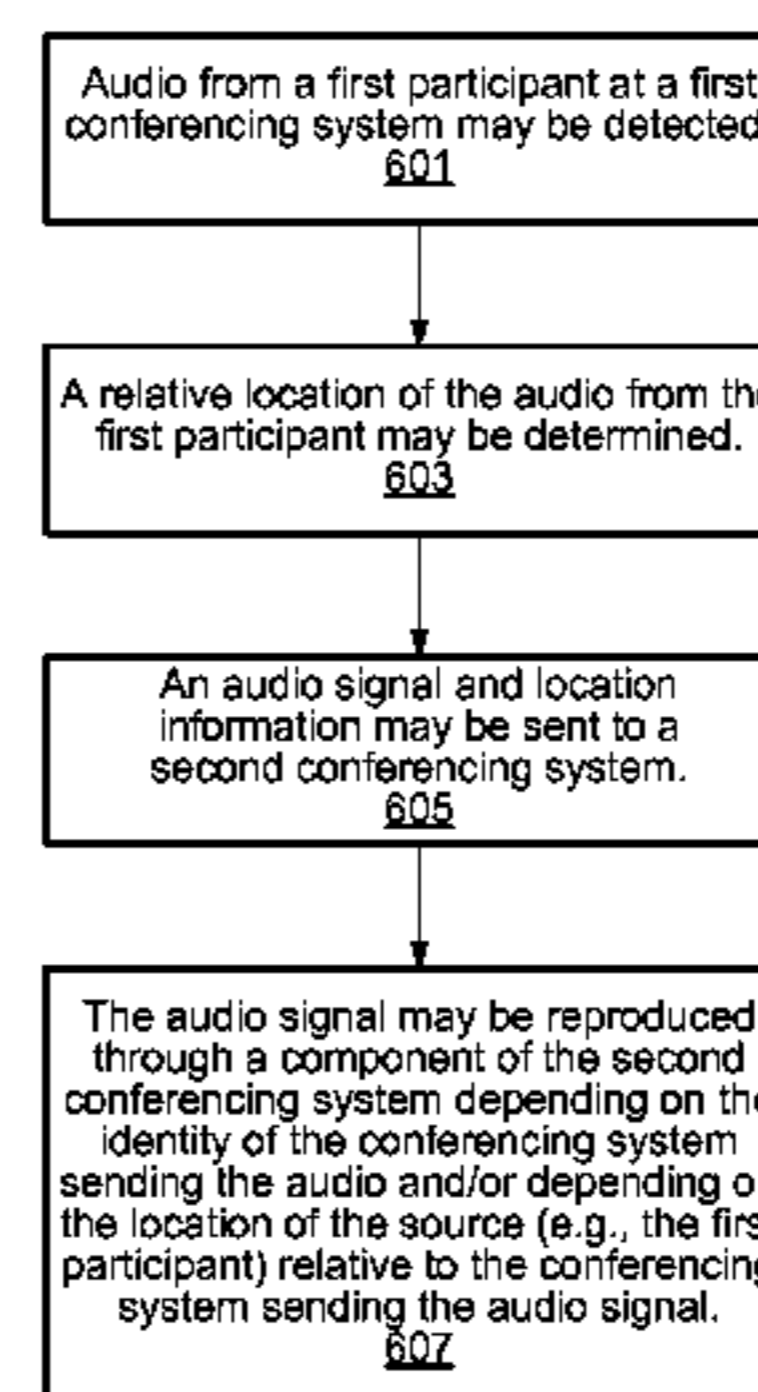 Audio from a first participant at a first
conferencing system may be detected
601
A relative location of the audio from the
first participant may be determined.
603
An audio signal and location
information may be sent to a
second conferencing system.
605
The audio signal may be reproduced
through a component of the second
conferencing system depending on the
identity of the conferencing system
sending the audio and/or depending o
the location of the source (e.g., the firs
participant) relative to the conferencing
system sending the audio signal.
607